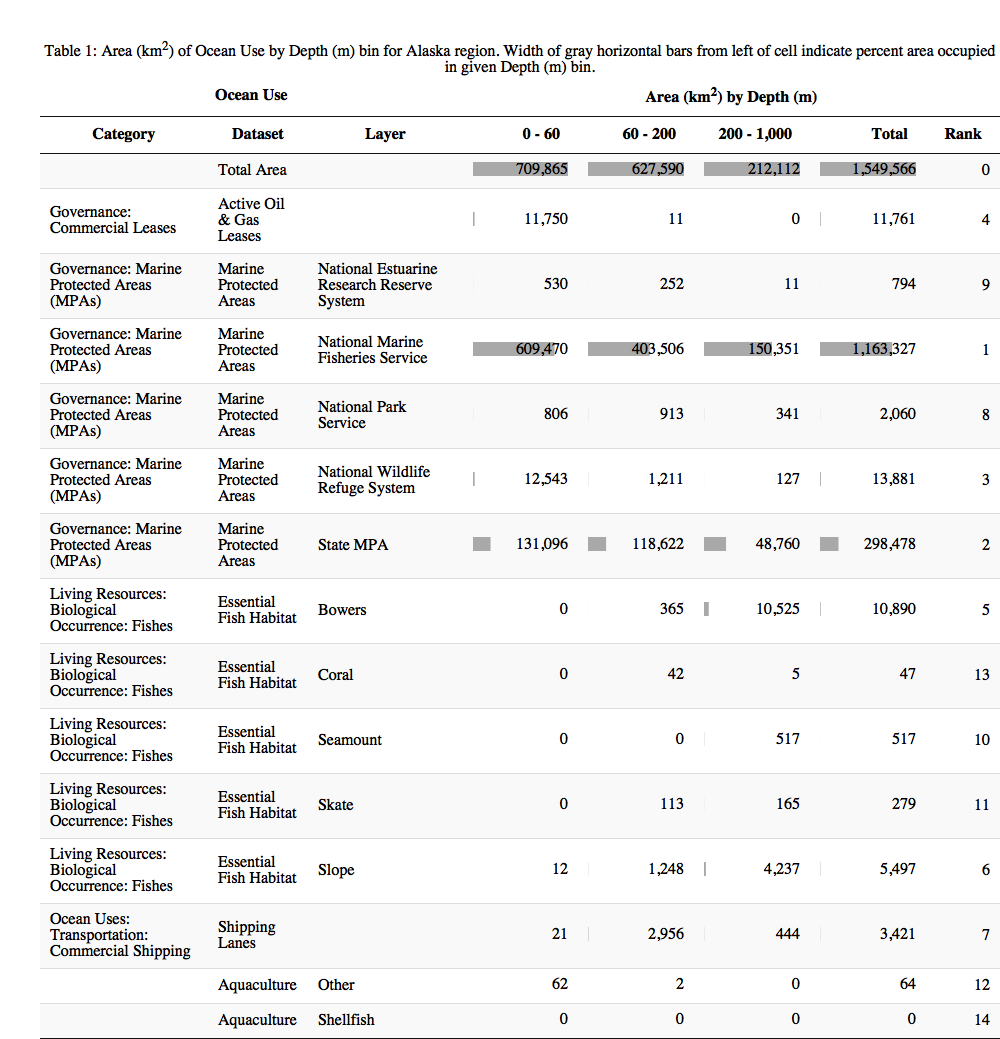 Table 1: Area (km2) of Ocean Use by Depth (m) bin for Alaska region. Width of gray horizontal bars from left of cell indicate percent area occupied
in given Depth (m) bin.
Ocean Use Area (km2) by Depth (m)
Category Dataset Layer 0 - 60 60 - 200 200 - 1,000 Total Rank
Total Area 709,865 627,590 212,112 1,549,566 0
Governance:
Commercial Leases
Active Oil
& Gas
Leases
11,750 11 0 11,761 4
Governance: Marine
Protected Areas
(MPAs)
Marine
Protected
Areas
National Estuarine
Research Reserve
System
530 252 11 794 9
Governance: Marine
Protected Areas
(MPAs)
Marine
Protected
Areas
National Marine
Fisheries Service
609,470 403,506 150,351 1,163,327 1
Governance: Marine
Protected Areas
(MPAs)
Marine
Protected
Areas
National Park
Service
806 913 341 2,060 8
Governance: Marine
Protected Areas
(MPAs)
Marine
Protected
Areas
National Wildlife
Refuge System
12,543 1,211 127 13,881 3
Governance: Marine
Protected Areas
(MPAs)
Marine
Protected
Areas
State MPA
131,096 118,622 48,760 298,478 2
Living Resources:
Biological
Occurrence: Fishes
Essential
Fish Habitat
Bowers
0 365 10,525 10,890 5
Living Resources:
Biological
Occurrence: Fishes
Essential
Fish Habitat
Coral
0 42 5 47 13
Living Resources:
Biological
Occurrence: Fishes
Essential
Fish Habitat
Seamount
0 0 517 517 10
Living Resources:
Biological
Occurrence: Fishes
Essential
Fish Habitat
Skate
0 113 165 279 11
Living Resources:
Biological
Occurrence: Fishes
Essential
Fish Habitat
Slope
12 1,248 4,237 5,497 6
Ocean Uses:
Transportation:
Commercial Shipping
Shipping
Lanes
21 2,956 444 3,421 7
Aquaculture Other 62 2 0 64 12
Aquaculture Shellfish 0 0 0 0 14